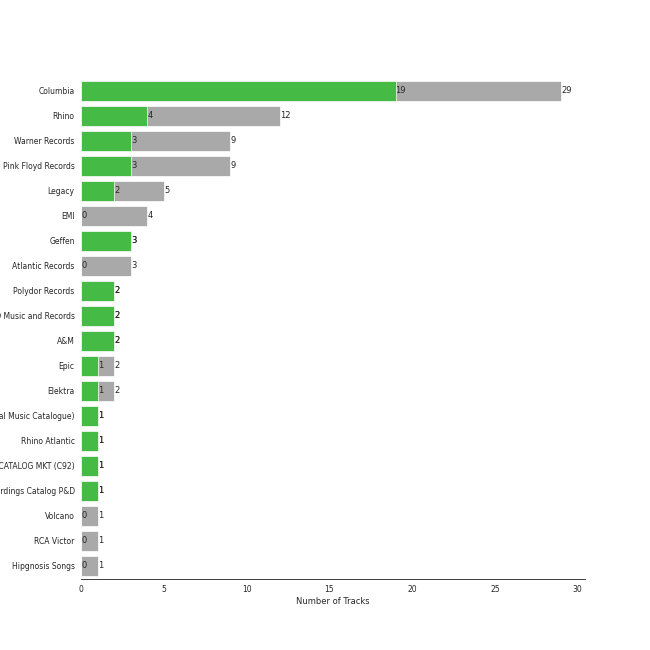 Columbia 19 29
Rhino 4 12
Warner Records 3 9
Pink Floyd Records 3 9
Legacy 2 5
EMI 0 4
Geffen 3
Atlantic Records 0 3
Polydor Records 2
Music and Records 2
A&M 2
Epic 1 2
Elektra 1 2
al Music Catalogue) 1
Rhino Atlantic 1
CATALOG MKT (C92) 1
rdings Catalog P&D 1
Volcano 0 1
RCA Victor 0 1
Hipgnosis Songs 0 1
0 5 10 15 20 25 30
Number of Tracks